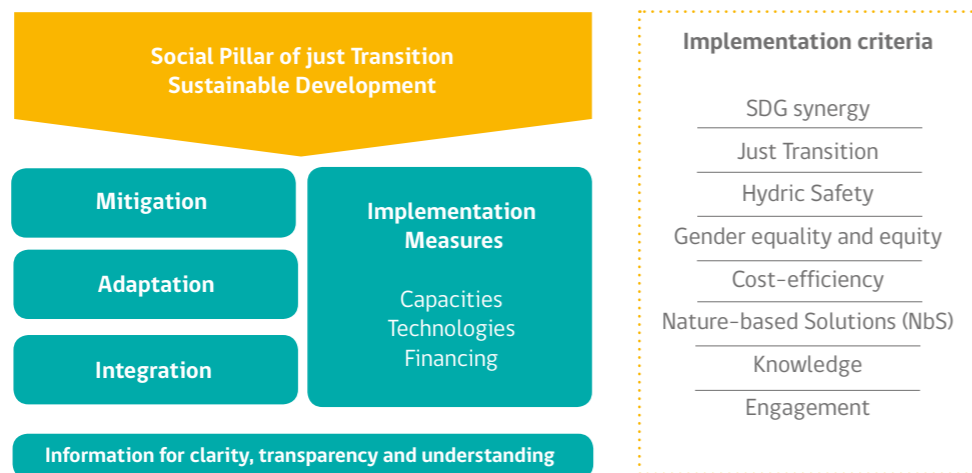 Social Pillar of just Transition
Sustainable Development
Mitigation
Adaptation
Integration
Implementation
Measures
Capacities
Technologies
Financing
Information for clarity, transparency and understanding
Implementation criteria
SDG synergy
Just Transition
Hydric Safety
Gender equality and equity
Cost-efficiency
Nature-based Solutions (NbS)
Knowledge
Engagement